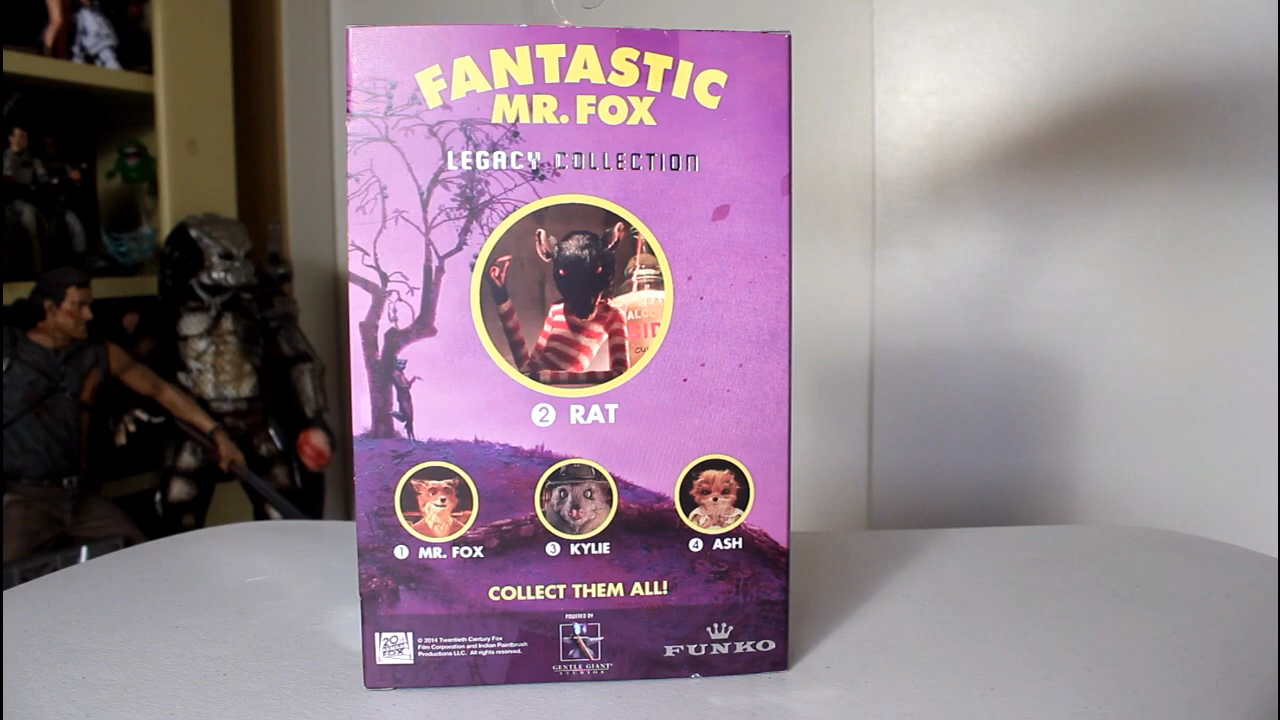 FANTASTIC
MR. FOX
LEGACY COLLECTION
2 RAT
1 MR. FOX
3 KYLIE
4 ASH
COLLECT THEM ALL!
POWERED BY
GENTLE GIANT
STUDIOS
20th
CENTURY
FOX
© 2014 Twentieth Century Fox
Film Corporation and Indian Paintbrush
Productions LLC. All rights reserved.
FUNKO